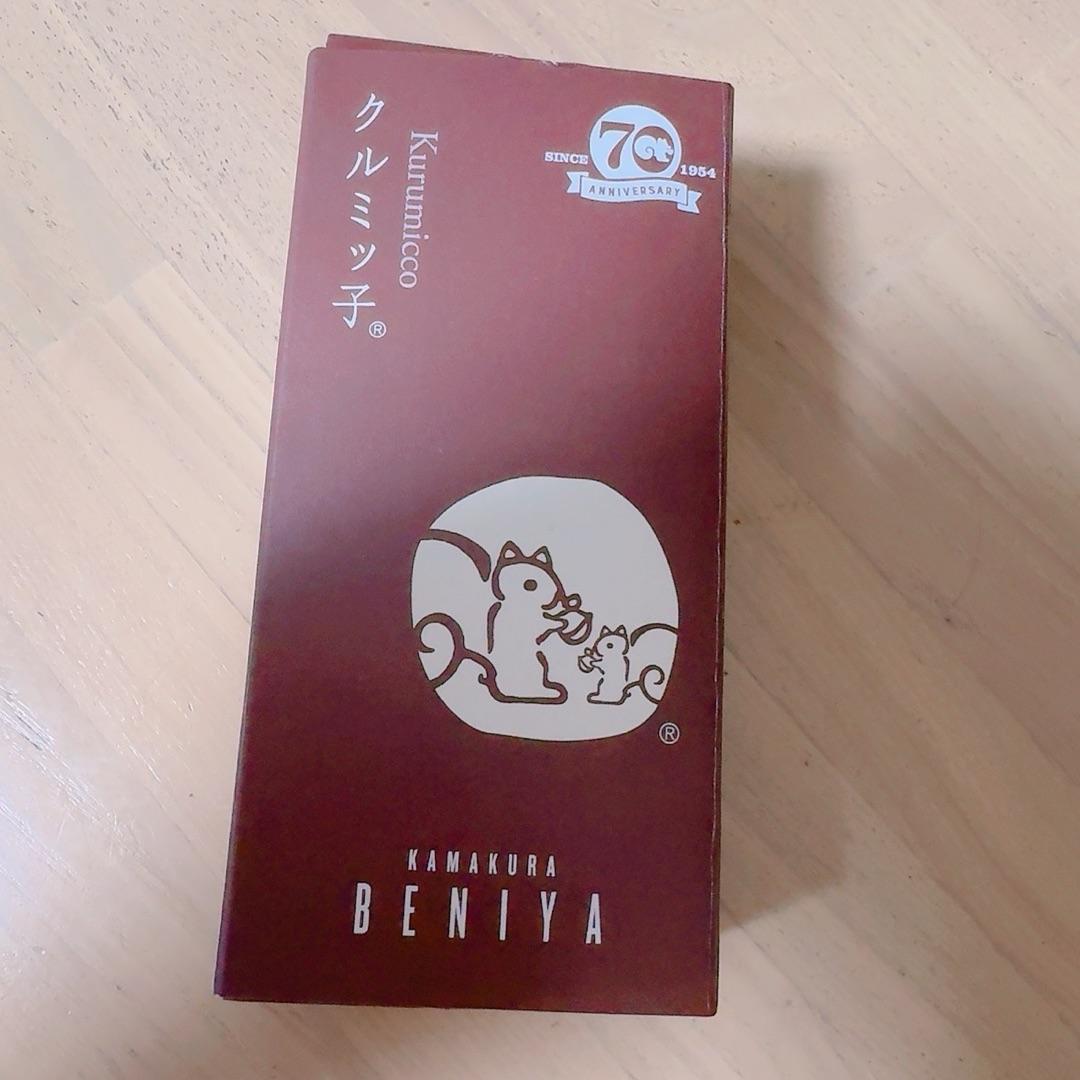 クルミッ子®
Kurumicco
SINCE 70 1954
ANNIVERSARY
®
KAMAKURA
BENIYA